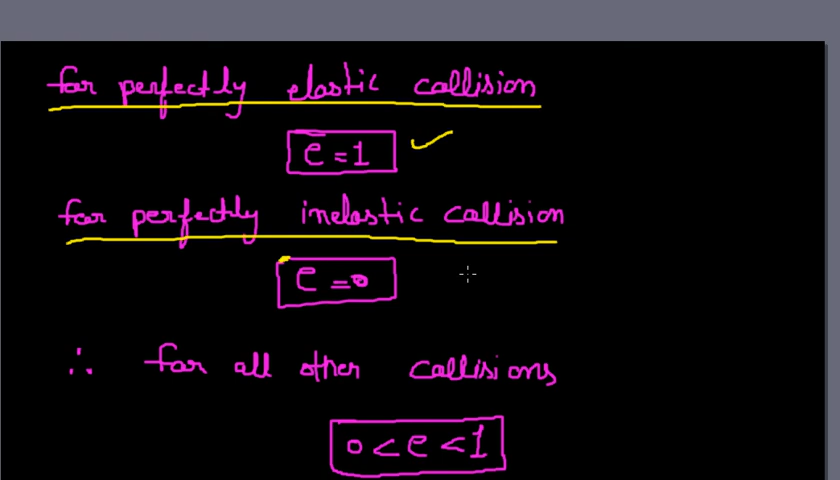 for perfectly elastic callision
e = 1
for perfectly inelastic callision
e = 0
∴ for all other callisions
0 < e < 1